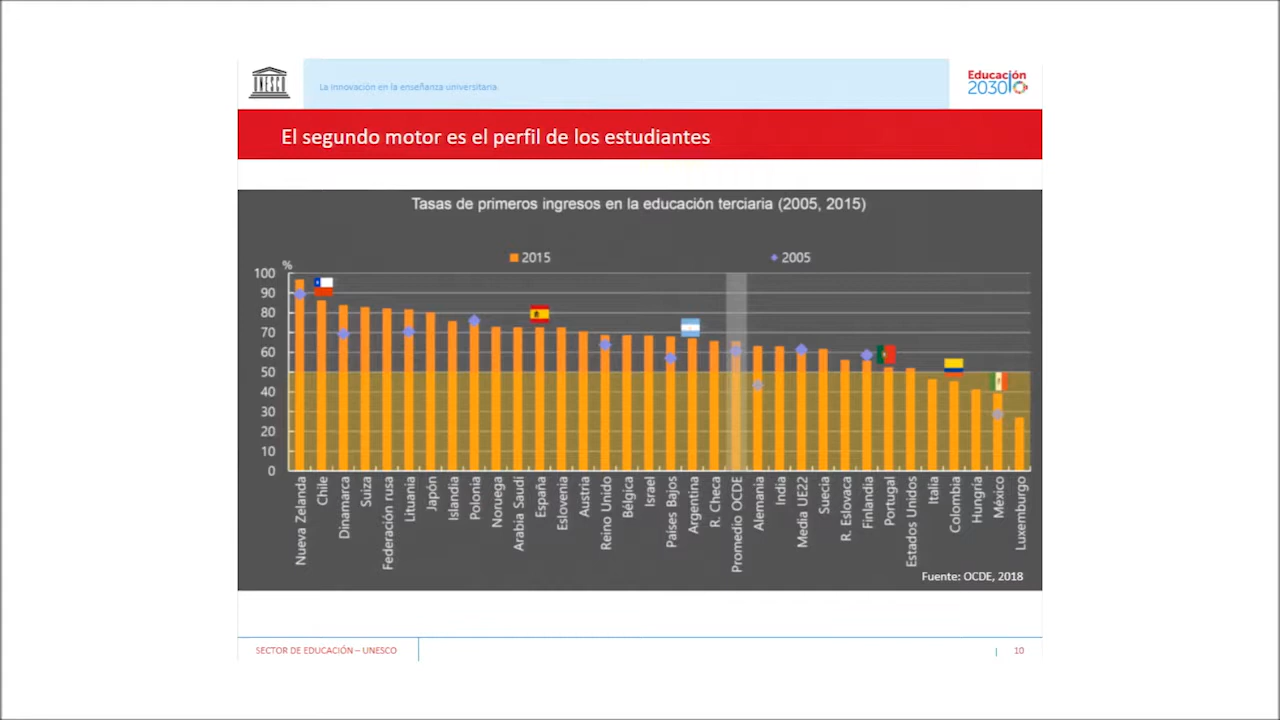 La innovación en la enseñanza universitaria
Educación
2030
El segundo motor es el perfil de los estudiantes
Tasas de primeros ingresos en la educación terciaria (2005, 2015)
2015
2005
%
100
90
80
70
60
50
40
30
20
10
0
Nueva Zelanda
Chile
Dinamarca
Suiza
Federación rusa
Lituania
Japón
Islandia
Polonia
Noruega
Arabia Saudí
España
Eslovenia
Austria
Reino Unido
Bélgica
Israel
Países Bajos
Argentina
R. Checa
Promedio OCDE
Alemania
India
Media UE22
Suecia
R. Eslovaca
Finlandia
Portugal
Estados Unidos
Italia
Colombia
Hungría
México
Luxemburgo
Fuente: OCDE, 2018
SECTOR DE EDUCACIÓN – UNESCO
| 10